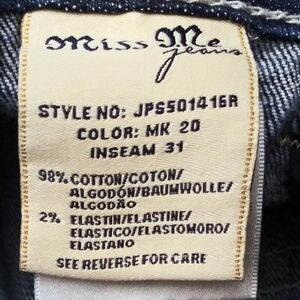 Miss Me
jeans
STYLE NO: JPS501416R
COLOR: MK 20
INSEAM 31
98% COTTON/COTON/
ALGODÓN/BAUMWOLLE/
ALGODÃO
2% ELASTIN/ELASTINE/
ELASTICO/ELASTOMORO/
ELASTANO
SEE REVERSE FOR CARE